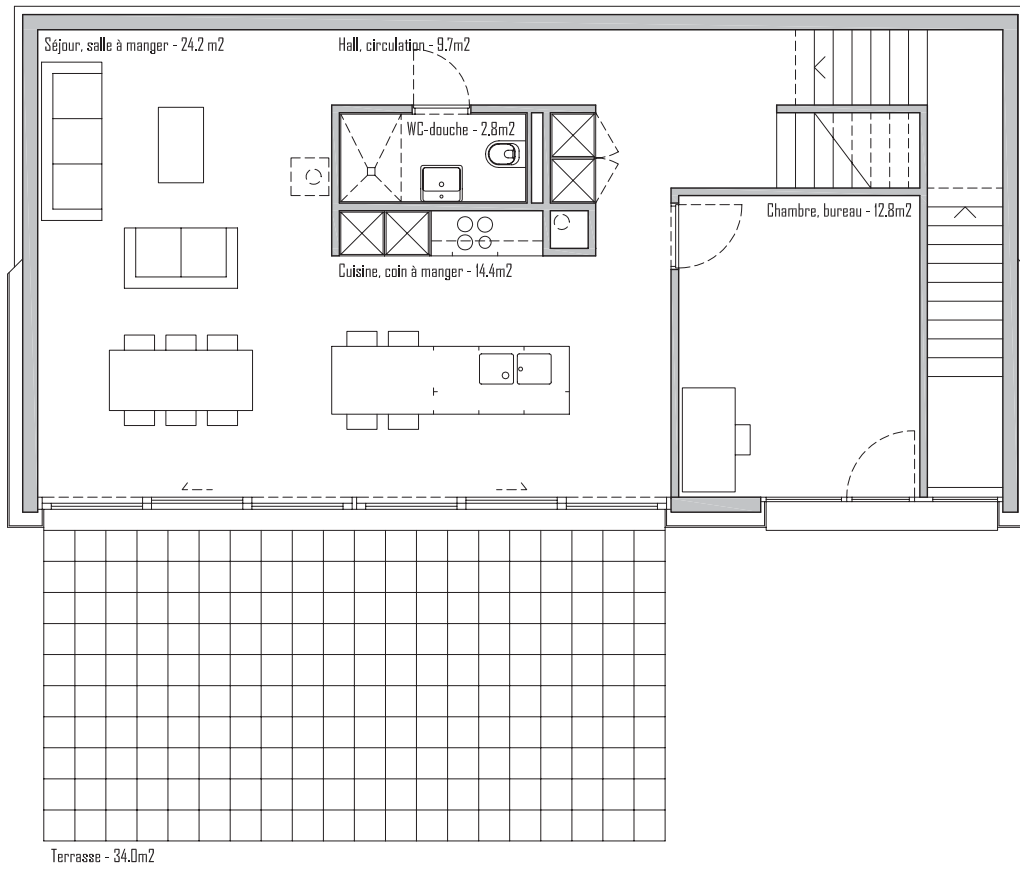 Séjour, salle à manger - 24.2 m2
Hall, circulation - 9.7m2
WC-douche - 2.8m2
Chambre, bureau - 12.8m2
Cuisine, coin à manger - 14.4m2
Terrasse - 34.0m2